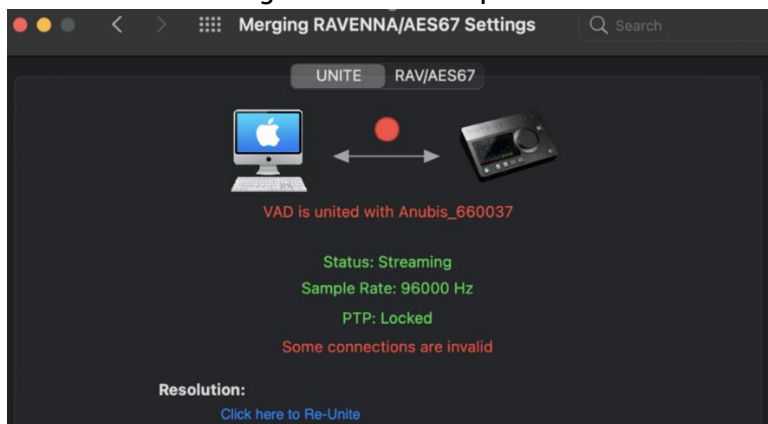 Merging RAVENNA/AES67 Settings
Search
UNITE RAV/AES67
VAD is united with Anubis_660037
Status: Streaming
Sample Rate: 96000 Hz
PTP: Locked
Some connections are invalid
Resolution:
Click here to Re-Unite